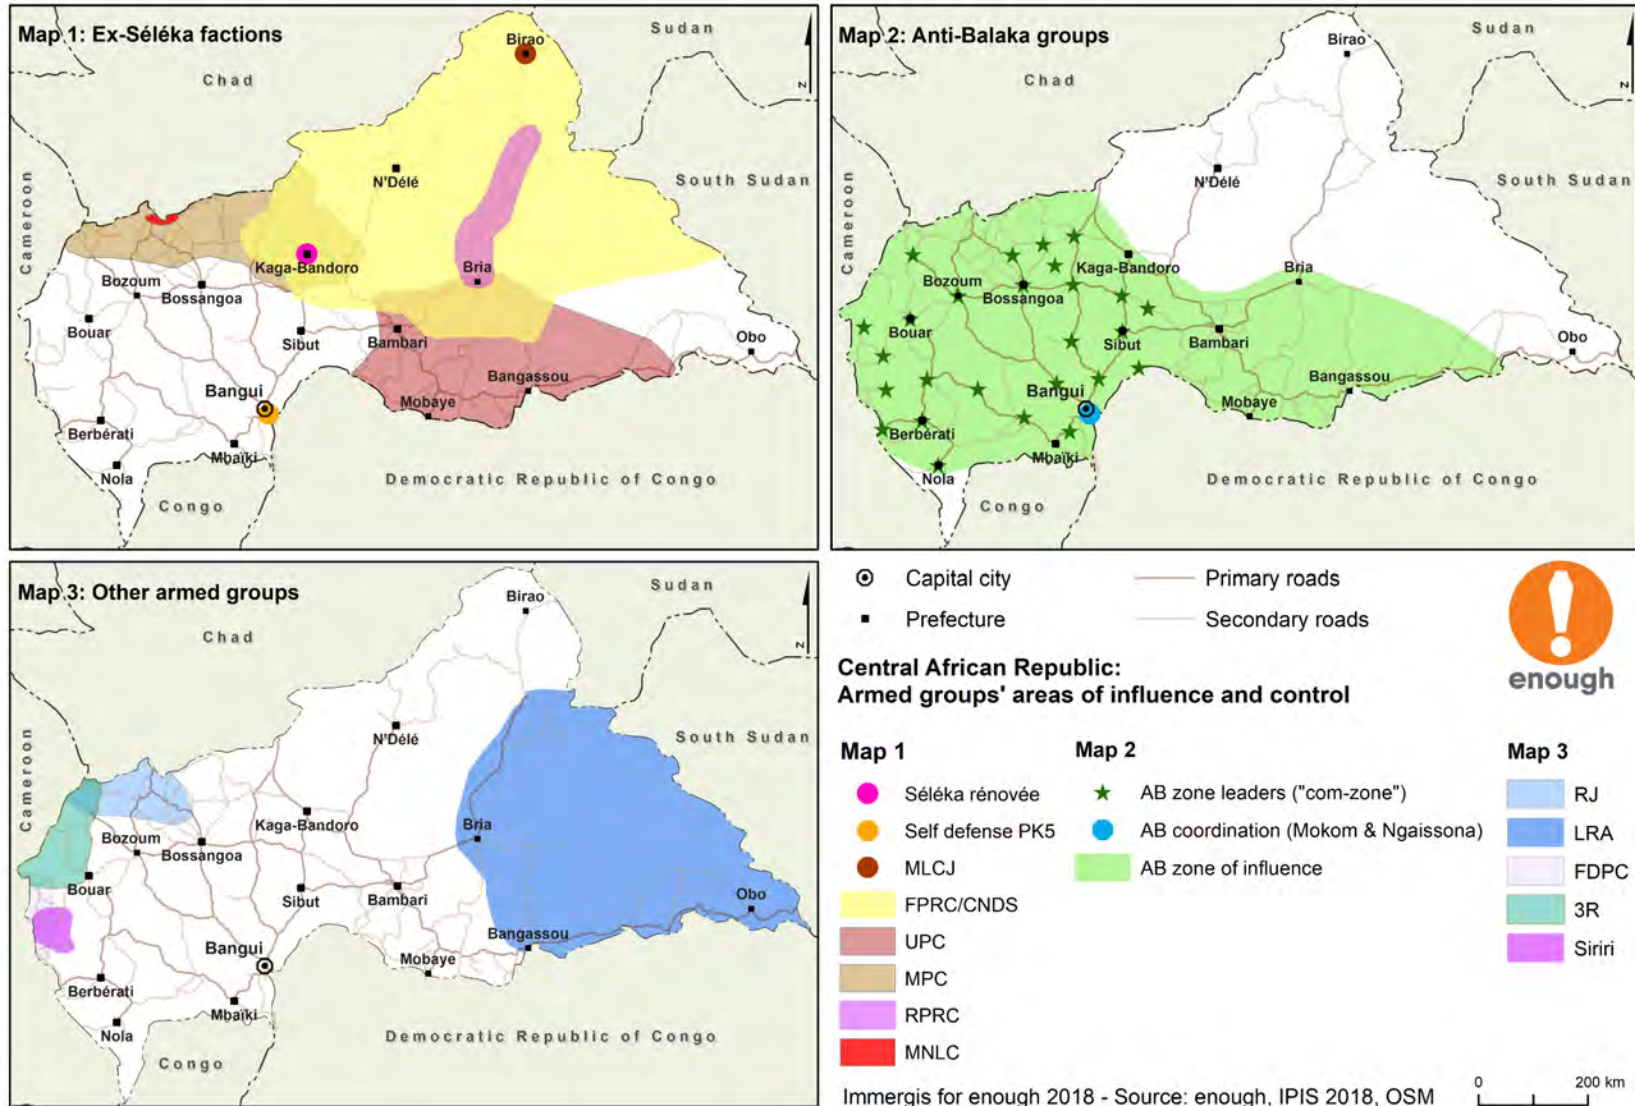 Map 1: Ex-Séléka factions
Sudan
Birao
Chad
N
N'Délé
South Sudan
Cameroon
Kaga-Bandoro
Bria
Bozoum
Bossangoa
Bouar
Sibut
Bambari
Obo
Bangui
Bangassou
Mobaye
Berbérati
Mbaïki
Nola
Democratic Republic of Congo
Congo
Map 2: Anti-Balaka groups
Sudan
Birao
Chad
N
N'Délé
South Sudan
Cameroon
Kaga-Bandoro
Bria
Bozoum
Bossangoa
Bouar
Sibut
Bambari
Obo
Bangui
Bangassou
Mobaye
Berbérati
Mbaïki
Nola
Democratic Republic of Congo
Congo
Map 3: Other armed groups
Sudan
Birao
Chad
N
N'Délé
South Sudan
Cameroon
Kaga-Bandoro
Bria
Bozoum
Bossangoa
Bouar
Sibut
Bambari
Obo
Bangui
Bangassou
Mobaye
Berbérati
Mbaïki
Nola
Democratic Republic of Congo
Congo
Capital city
Primary roads
Prefecture
Secondary roads
enough
Central African Republic:
Armed groups' areas of influence and control
Map 1
Séléka rénovée
Self defense PK5
MLCJ
FPRC/CNDS
UPC
MPC
RPRC
MNLC
Map 2
AB zone leaders ("com-zone")
AB coordination (Mokom & Ngaissona)
AB zone of influence
Map 3
RJ
LRA
FDPC
3R
Siriri
Immergis for enough 2018 - Source: enough, IPIS 2018, OSM
0 200 km